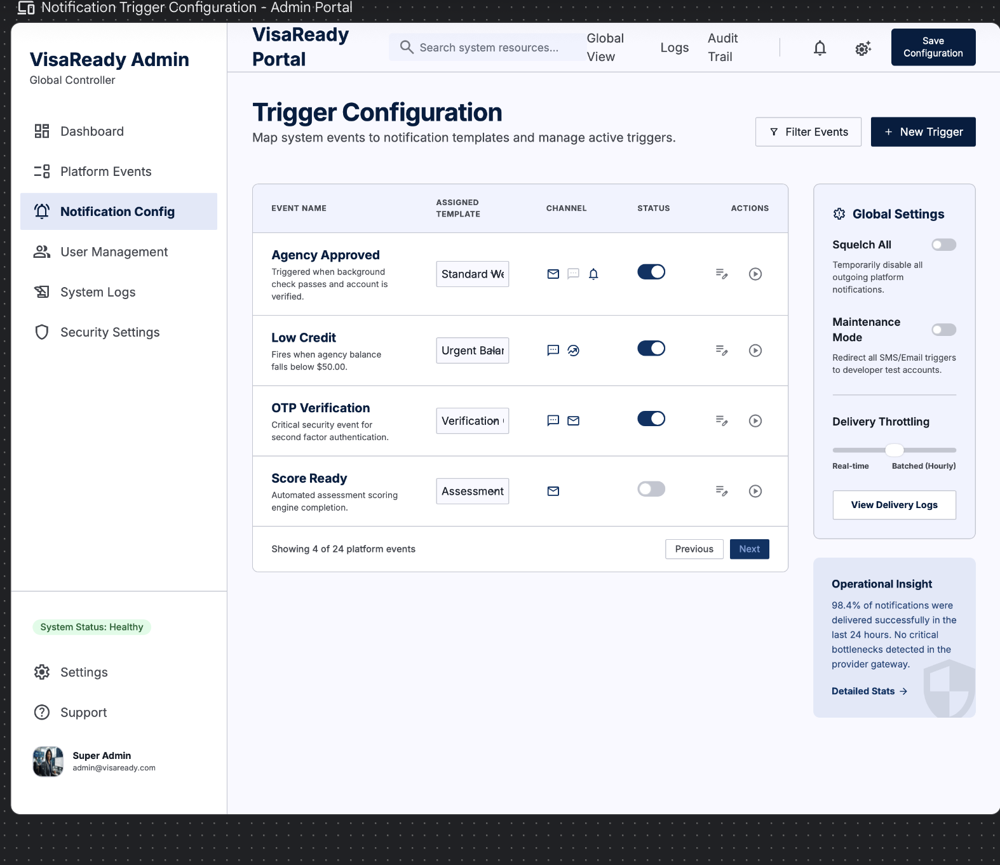 Notification Trigger Configuration - Admin Portal
VisaReady Admin
Global Controller
Dashboard
Platform Events
Notification Config
User Management
System Logs
Security Settings
System Status: Healthy
Settings
Support
Super Admin
admin@visaready.com
VisaReady
Portal
Search system resources...
Global
View
Logs
Audit
Trail
Save
Configuration
Trigger Configuration
Map system events to notification templates and manage active triggers.
Filter Events
+ New Trigger
EVENT NAME
ASSIGNED
TEMPLATE
CHANNEL
STATUS
ACTIONS
Agency Approved
Triggered when background
check passes and account is
verified.
Standard
Low Credit
Fires when agency balance
falls below $50.00.
Urgent
OTP Verification
Critical security event for
second factor authentication.
Verification
Score Ready
Automated assessment scoring
engine completion.
Assessment
Showing 4 of 24 platform events
Previous
Next
Global Settings
Squelch All
Temporarily disable all
outgoing platform
notifications.
Maintenance
Mode
Redirect all SMS/Email triggers
to developer test accounts.
Delivery Throttling
Real-time
Batched (Hourly)
View Delivery Logs
Operational Insight
98.4% of notifications were
delivered successfully in the
last 24 hours. No critical
bottlenecks detected in the
provider gateway.
Detailed Stats →